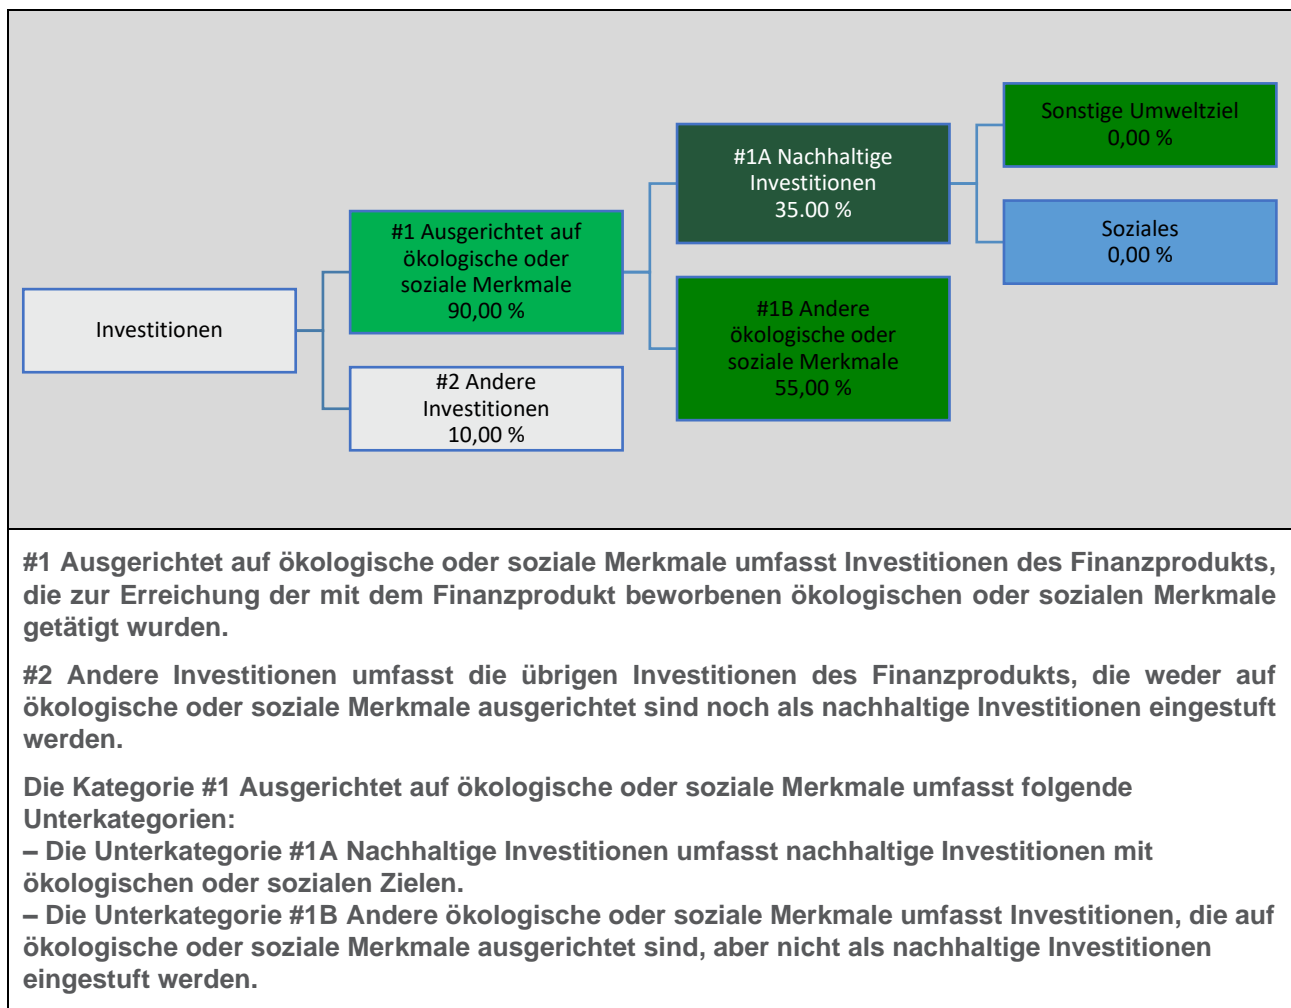 Investitionen
#1 Ausgerichtet auf
ökologische oder
soziale Merkmale
90,00 %
#2 Andere
Investitionen
10,00 %
#1A Nachhaltige
Investitionen
35.00 %
#1B Andere
ökologische oder
soziale Merkmale
55,00 %
Sonstige Umweltziel
0,00 %
Soziales
0,00 %
#1 Ausgerichtet auf ökologische oder soziale Merkmale umfasst Investitionen des Finanzprodukts,
die zur Erreichung der mit dem Finanzprodukt beworbenen ökologischen oder sozialen Merkmale
getätigt wurden.
#2 Andere Investitionen umfasst die übrigen Investitionen des Finanzprodukts, die weder auf
ökologische oder soziale Merkmale ausgerichtet sind noch als nachhaltige Investitionen eingestuft
werden.
Die Kategorie #1 Ausgerichtet auf ökologische oder soziale Merkmale umfasst folgende
Unterkategorien:
– Die Unterkategorie #1A Nachhaltige Investitionen umfasst nachhaltige Investitionen mit
ökologischen oder sozialen Zielen.
– Die Unterkategorie #1B Andere ökologische oder soziale Merkmale umfasst Investitionen, die auf
ökologische oder soziale Merkmale ausgerichtet sind, aber nicht als nachhaltige Investitionen
eingestuft werden.